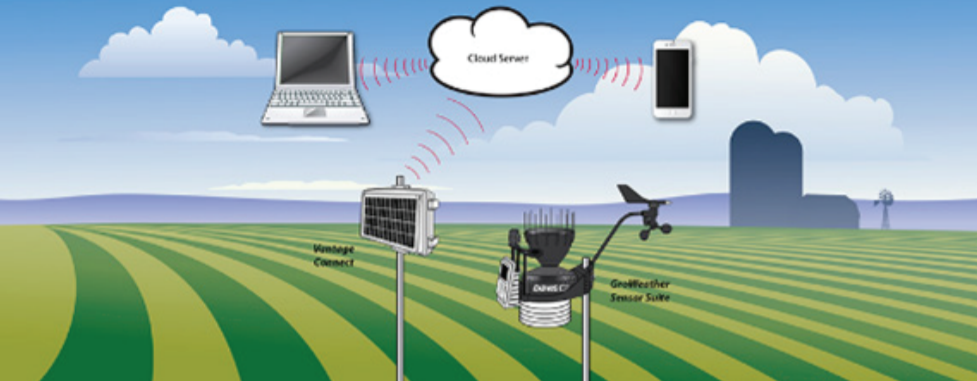 Cloud Server
Vantage
Connect
DAVIS
GroWeather
Sensor Suite